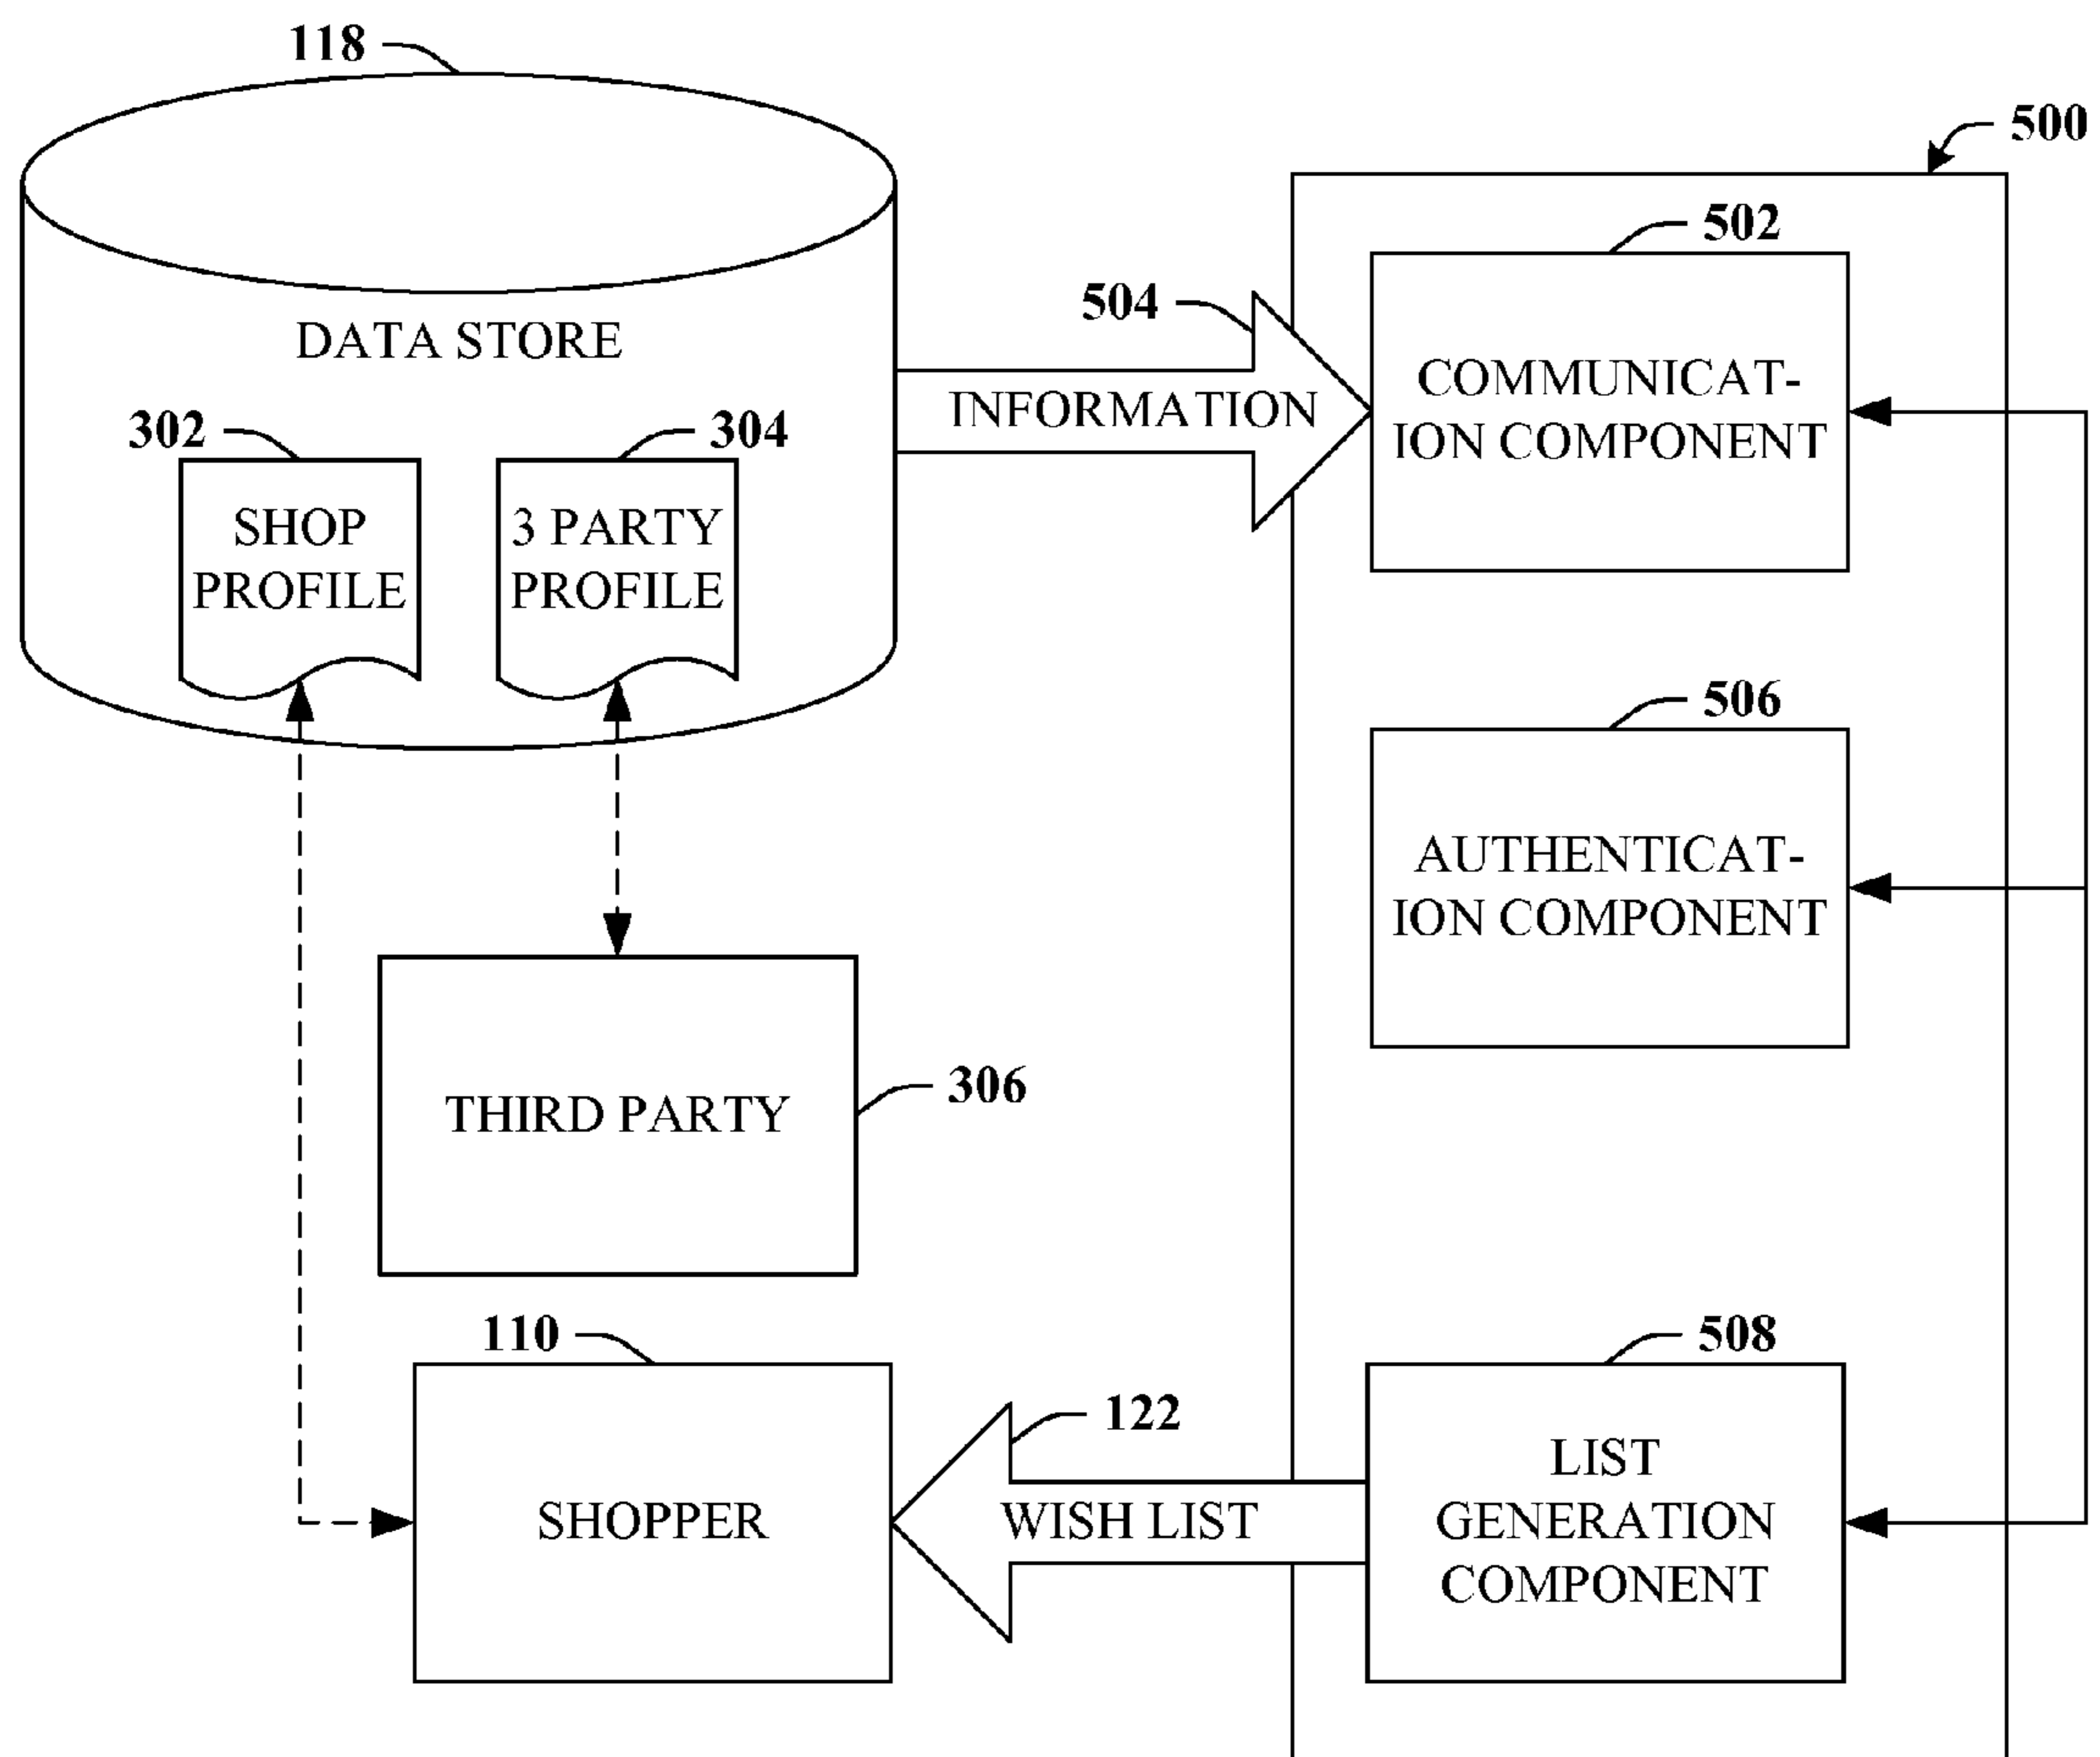 118
500
502
504
DATA STORE
COMMUNICAT-
ION COMPONENT
INFORMATION
302
304
SHOP
PROFILE
3 PARTY
PROFILE
506
AUTHENTICAT-
ION COMPONENT
THIRD PARTY
306
110
508
122
SHOPPER
WISH LIST
LIST
GENERATION
COMPONENT